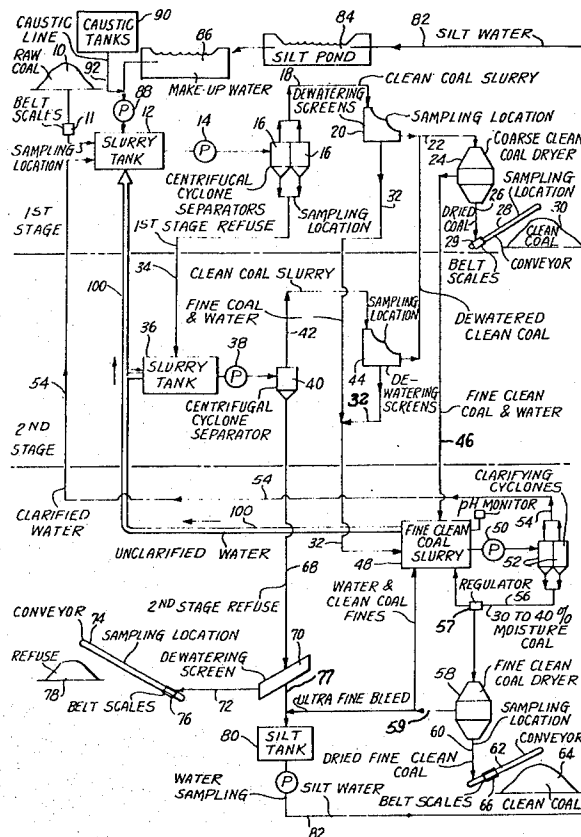 90
CAUSTIC TANKS
CAUSTIC LINE
92
RAW COAL
10
86
MAKE-UP WATER
88
84
SILT POND
82
SILT WATER
BELT SCALES
11
12
SLURRY TANK
SAMPLING LOCATION
14
P
P
18
CLEAN COAL SLURRY
DEWATERING SCREENS
SAMPLING LOCATION
20
16
16
22
24
COARSE CLEAN COAL DRYER
CENTRIFUCAL CYCLONE SEPARATORS
SAMPLING LOCATION
32
26
SAMPLING LOCATION
28
30
DRIED COAL
CLEAN COAL
29
BELT SCALES
CONVEYOR
1ST STAGE
1ST STAGE REFUSE
34
CLEAN COAL SLURRY
100
FINE COAL & WATER
42
SAMPLING LOCATION
DEWATERED CLEAN COAL
36
SLURRY TANK
38
P
40
44
DE-WATERING SCREENS
54
CENTRIFUGAL CYCLONE SEPARATOR
32
FINE CLEAN COAL & WATER
46
2ND STAGE
CLARIFIED WATER
54
CLARIFYING CYCLONES
pH MONITOR
54
100
UNCLARIFIED WATER
FINE CLEAN COAL SLURRY
48
50
P
52
32
68
56
REGULATOR
57
30 TO 40 % MOISTURE COAL
WATER & CLEAN COAL FINES
2ND STAGE REFUSE
CONVEYOR
74
SAMPLING LOCATION
70
DEWATERING SCREEN
77
REFUSE
78
BELT SCALES
76
72
ULTRA FINE BLEED
59
58
FINE CLEAN COAL DRYER
60
SAMPLING LOCATION
CONVEYOR
80
SILT TANK
DRIED FINE CLEAN COAL
62
64
WATER SAMPLING
P
SILT WATER
BELT SCALES
66
CLEAN COAL
82